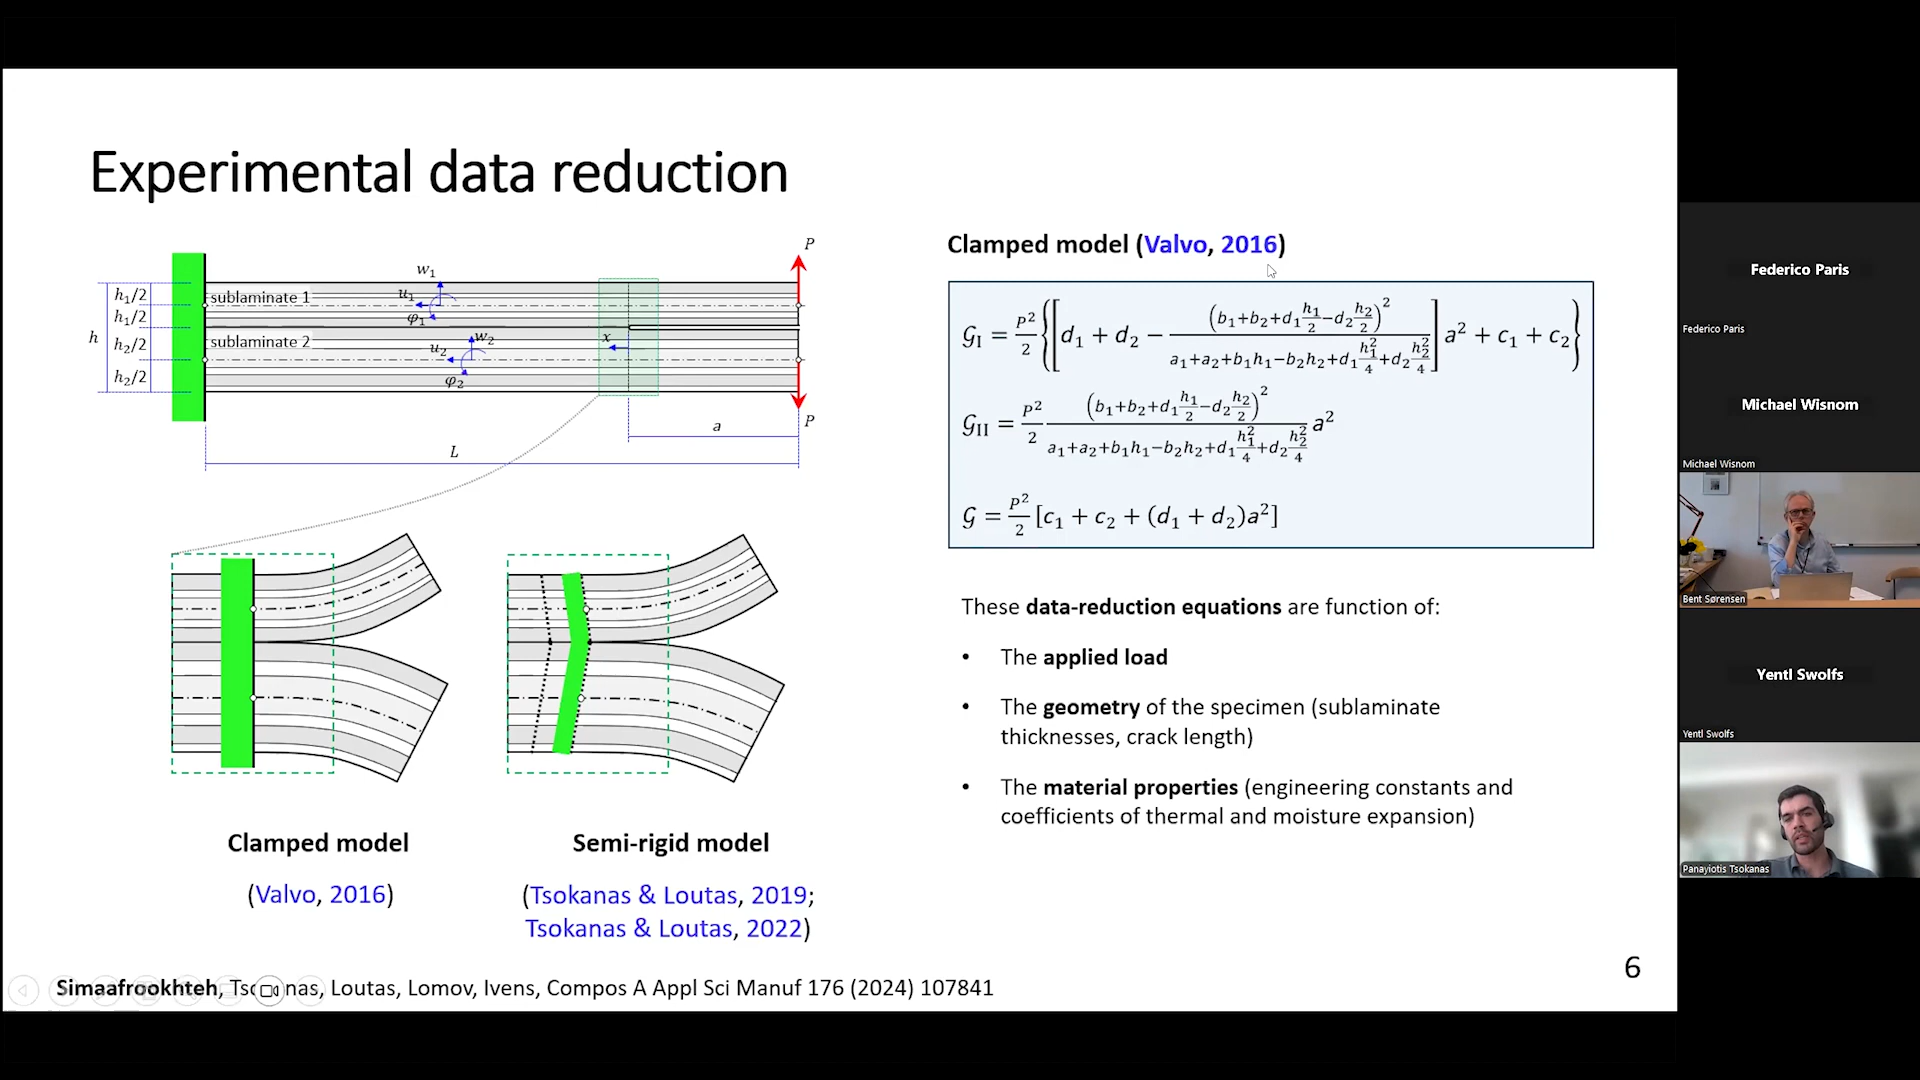 Experimental data reduction
P
w₁
h₁/2
sublaminate 1
u₁
h₁/2
φ₁
h
h₂/2
sublaminate 2
w₂
u₂
x
h₂/2
φ₂
P
a
L
Clamped model
(Valvo, 2016)
Semi-rigid model
(Tsokanas & Loutas, 2019;
Tsokanas & Loutas, 2022)
Clamped model (Valvo, 2016)
𝒢_I = P²/2 {[d₁ + d₂ − (b₁+b₂+d₁ h₁/2 −d₂ h₂/2)² / (a₁+a₂+b₁h₁−b₂h₂+d₁ h₁²/4 +d₂ h₂²/4)] a² + c₁ + c₂}
𝒢_II = P²/2 (b₁+b₂+d₁ h₁/2 −d₂ h₂/2)² / (a₁+a₂+b₁h₁−b₂h₂+d₁ h₁²/4 +d₂ h₂²/4) a²
𝒢 = P²/2 [c₁ + c₂ + (d₁ + d₂)a²]
These data-reduction equations are function of:
• The applied load
• The geometry of the specimen (sublaminate
thicknesses, crack length)
• The material properties (engineering constants and
coefficients of thermal and moisture expansion)
6
Simaafrookhteh, Tsokanas, Loutas, Lomov, Ivens, Compos A Appl Sci Manuf 176 (2024) 107841
Federico Paris
Federico Paris
Michael Wisnom
Michael Wisnom
Bent Sørensen
Yentl Swolfs
Yentl Swolfs
Panayiotis Tsokanas